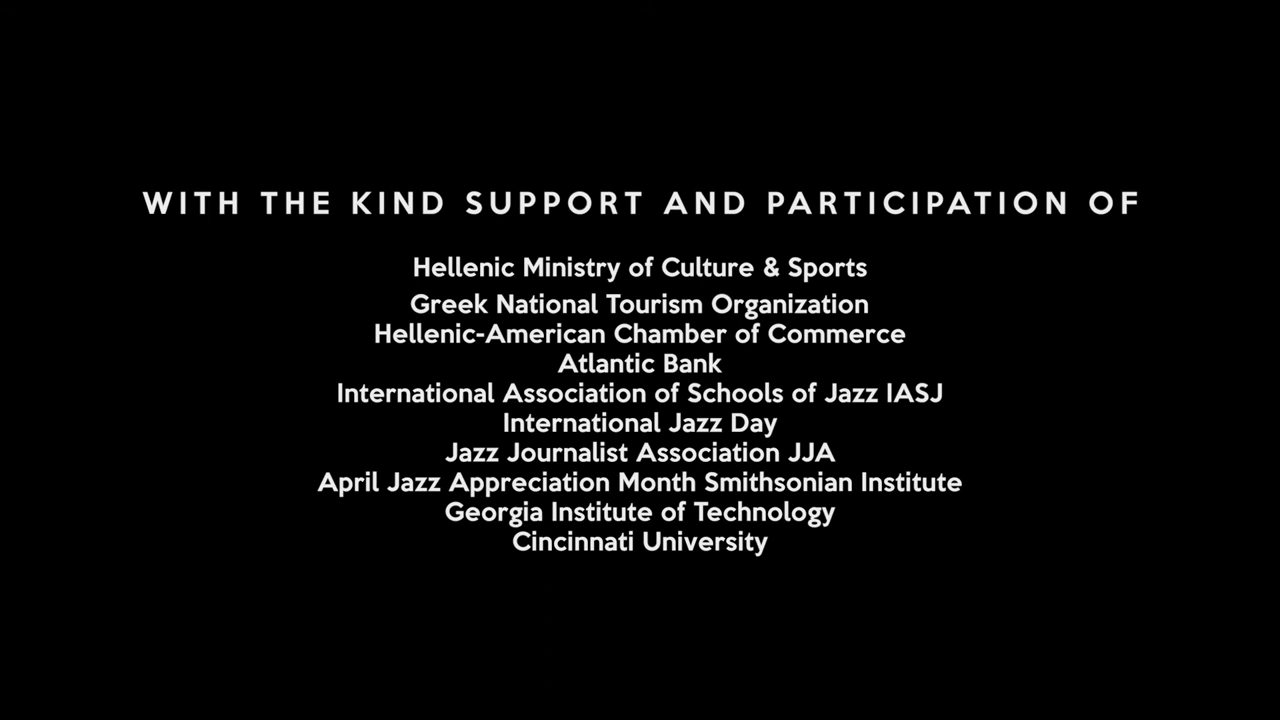 WITH THE KIND SUPPORT AND PARTICIPATION OF
Hellenic Ministry of Culture & Sports
Greek National Tourism Organization
Hellenic-American Chamber of Commerce
Atlantic Bank
International Association of Schools of Jazz IASJ
International Jazz Day
Jazz Journalist Association JJA
April Jazz Appreciation Month Smithsonian Institute
Georgia Institute of Technology
Cincinnati University